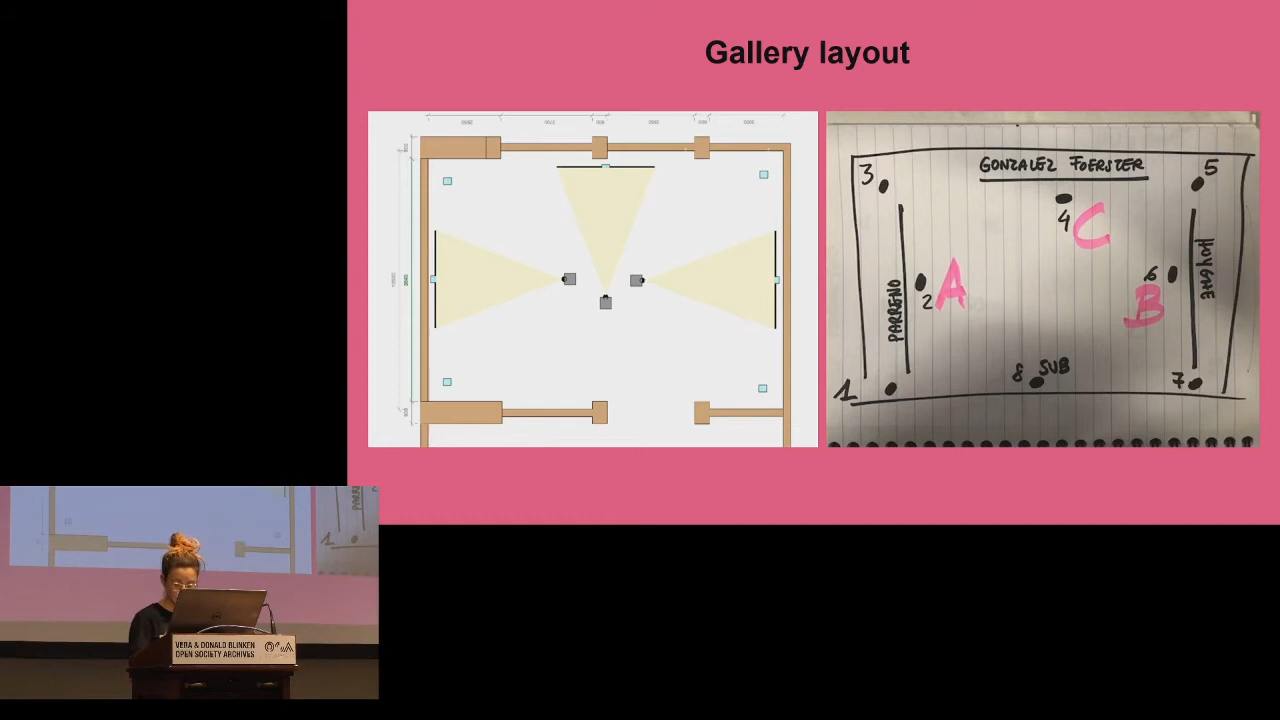 Gallery layout
GONZALEZ FOERSTER
3
5
4
C
PARRENO
2
A
6
B
HUYGHE
1
8 SUB
7
1
VERA & DONALD BLINKEN
OPEN SOCIETY ARCHIVES